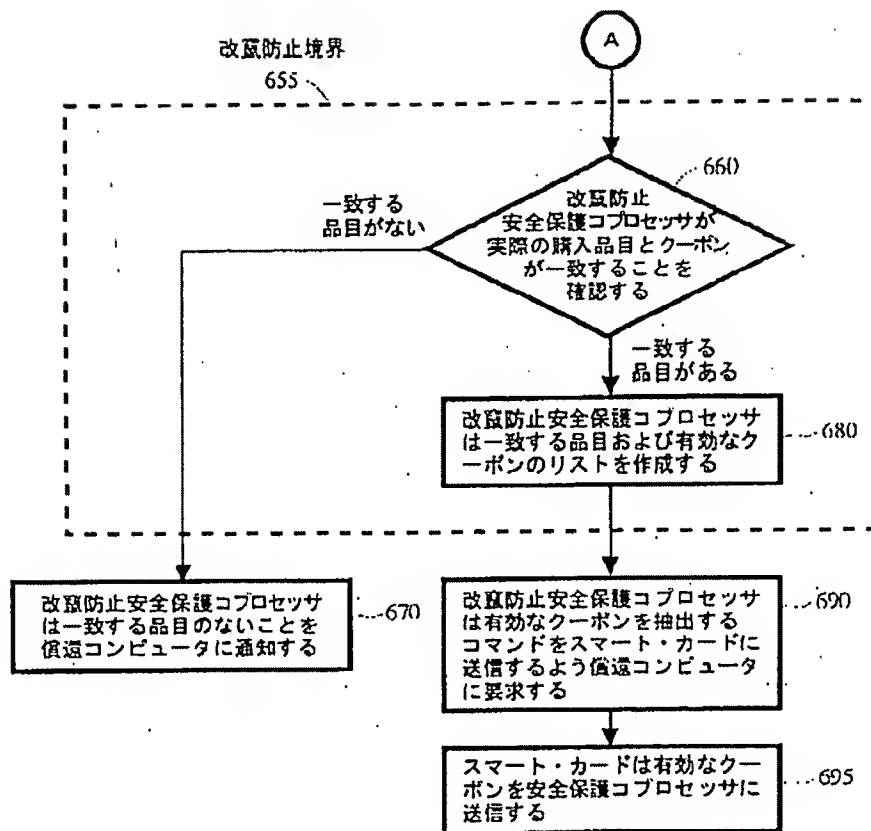 A
改竄防止境界
655
660
改竄防止
安全保護コプロセッサが
実際の購入品目とクーポン
が一致することを
確認する
一致する
品目がない
一致する
品目がある
改竄防止安全保護コプロセッサ
は一致する品目および有効なク
ーポンのリストを作成する
680
改竄防止安全保護コプロセッサ
は一致する品目のないことを
償還コンピュータに通知する
670
改竄防止安全保護コプロセッサ
は有効なクーポンを抽出する
コマンドをスマート・カードに
送信するよう償還コンピュータ
に要求する
690
スマート・カードは有効なクー
ポンを安全保護コプロセッサに
送信する
695